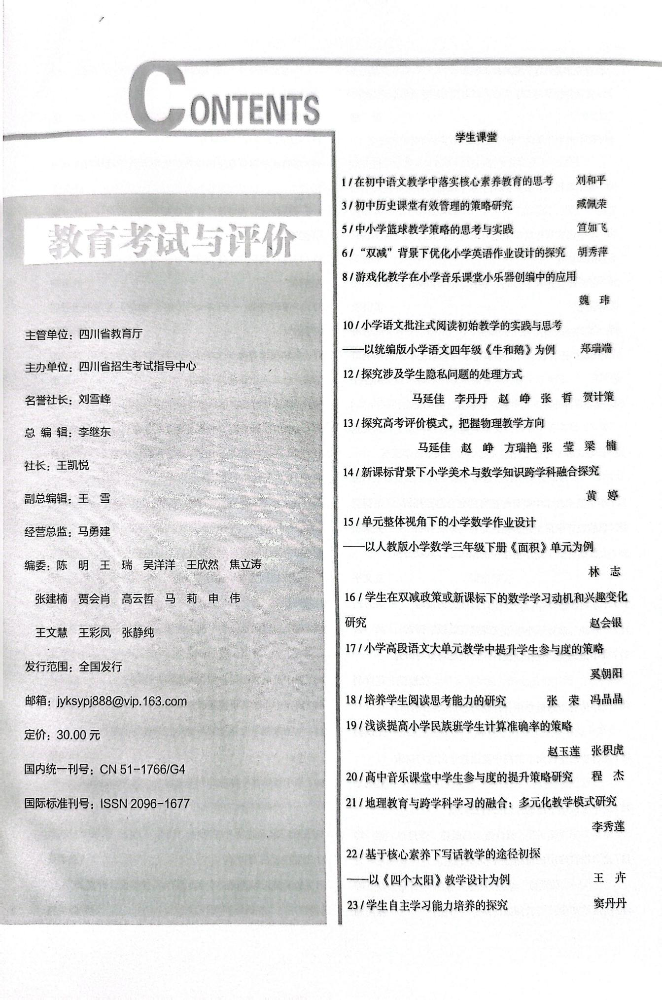 CONTENTS
教育考试与评价
主管单位：四川省教育厅
主办单位：四川省招生考试指导中心
名誉社长：刘雪峰
总 编 辑：李继东
社长：王凯悦
副总编辑：王　雪
经营总监：马勇建
编委：陈　明　王　瑞　吴洋洋　王欣然　焦立涛
张建楠　贾会肖　高云哲　马　莉　申　伟
王文慧　王彩凤　张静纯
发行范围：全国发行
邮箱：jyksypj888@vip.163.com
定价：30.00 元
国内统一刊号：CN 51-1766/G4
国际标准刊号：ISSN 2096-1677
学生课堂
1 / 在初中语文教学中落实核心素养教育的思考　刘和平
3 / 初中历史课堂有效管理的策略研究　臧佩荣
5 / 中小学篮球教学策略的思考与实践　笪如飞
6 / “双减”背景下优化小学英语作业设计的探究　胡秀萍
8 / 游戏化教学在小学音乐课堂小乐器创编中的应用
魏　玮
10 / 小学语文批注式阅读初始教学的实践与思考
——以统编版小学语文四年级《牛和鹅》为例　郑瑞端
12 / 探究涉及学生隐私问题的处理方式
马延佳　李丹丹　赵　峥　张　哲　贺计策
13 / 探究高考评价模式，把握物理教学方向
马延佳　赵　峥　方瑞艳 张　莹　梁　楠
14 / 新课标背景下小学美术与数学知识跨学科融合探究
黄　婷
15 / 单元整体视角下的小学数学作业设计
——以人教版小学数学三年级下册《面积》单元为例
林　志
16 / 学生在双减政策或新课标下的数学学习动机和兴趣变化
研究　赵会银
17 / 小学高段语文大单元教学中提升学生参与度的策略
奚朝阳
18 / 培养学生阅读思考能力的研究　张　荣　冯晶晶
19 / 浅谈提高小学民族班学生计算准确率的策略
赵玉莲　张积虎
20 / 高中音乐课堂中学生参与度的提升策略研究　程　杰
21 / 地理教育与跨学科学习的融合：多元化教学模式研究
李秀莲
22 / 基于核心素养下写话教学的途径初探
——以《四个太阳》教学设计为例　王　卉
23 / 学生自主学习能力培养的探究　窦丹丹